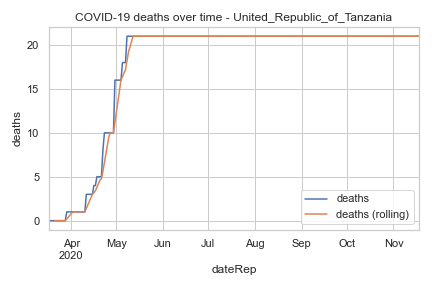 COVID-19 deaths over time - United_Republic_of_Tanzania
deaths
20
15
10
5
0
Apr
2020
May
Jun
Jul
Aug
Sep
Oct
Nov
dateRep
deaths
deaths (rolling)